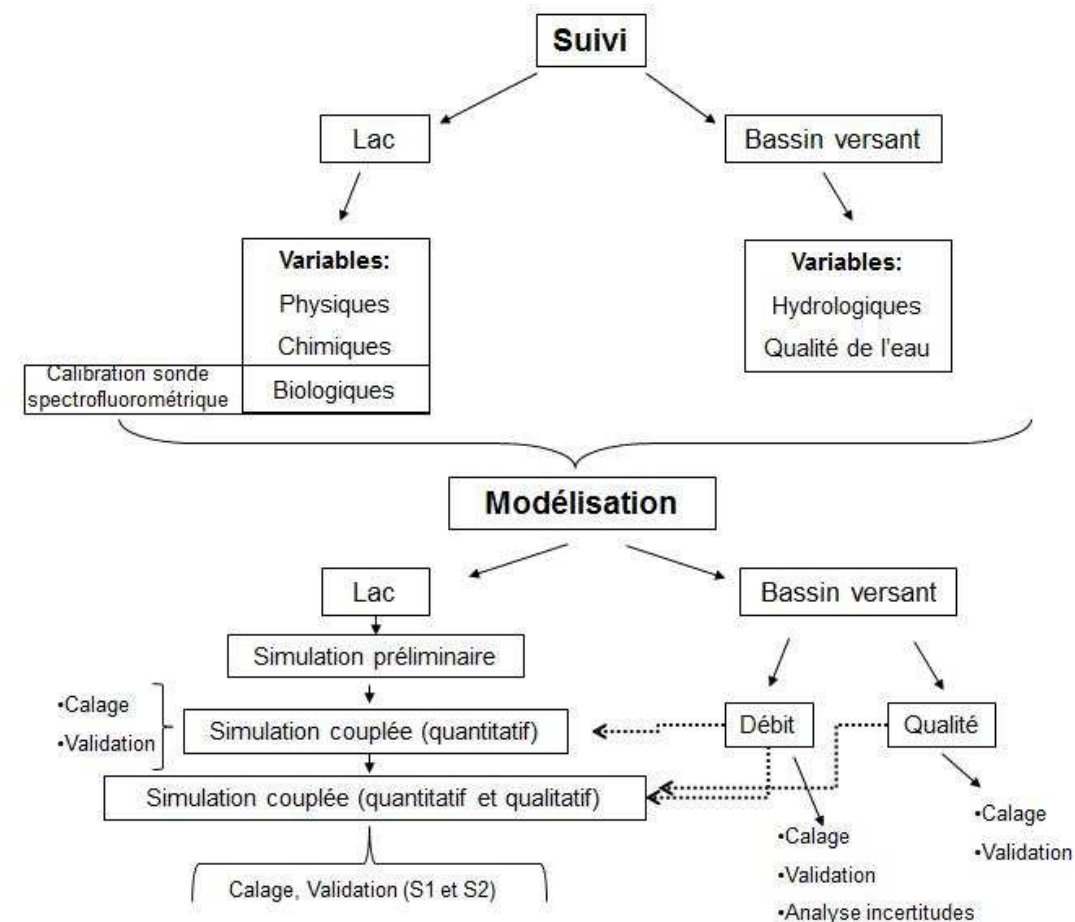 Suivi
Lac
Bassin versant
Variables:
Physiques
Chimiques
Biologiques
Calibration sonde
spectrofluorométrique
Variables:
Hydrologiques
Qualité de l'eau
Modélisation
Lac
Bassin versant
Simulation préliminaire
•Calage
•Validation
Simulation couplée (quantitatif)
Débit
Qualité
Simulation couplée (quantitatif et qualitatif)
•Calage
•Validation
•Analyse incertitudes
•Calage
•Validation
Calage, Validation (S1 et S2)